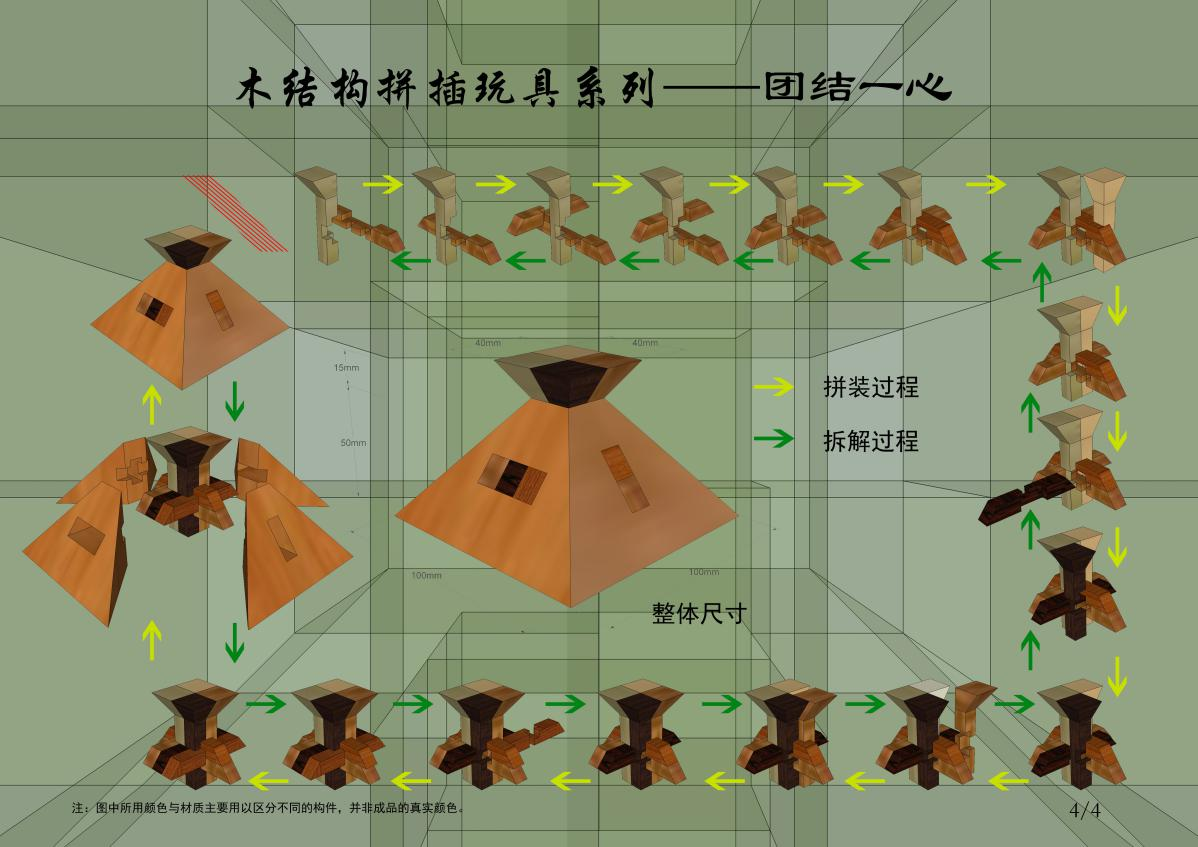 木结构拼插玩具系列——团结一心
40mm
40mm
15mm
50mm
拼装过程
拆解过程
100mm
100mm
整体尺寸
注：图中所用颜色与材质主要用以区分不同的构件，并非成品的真实颜色。
4/4